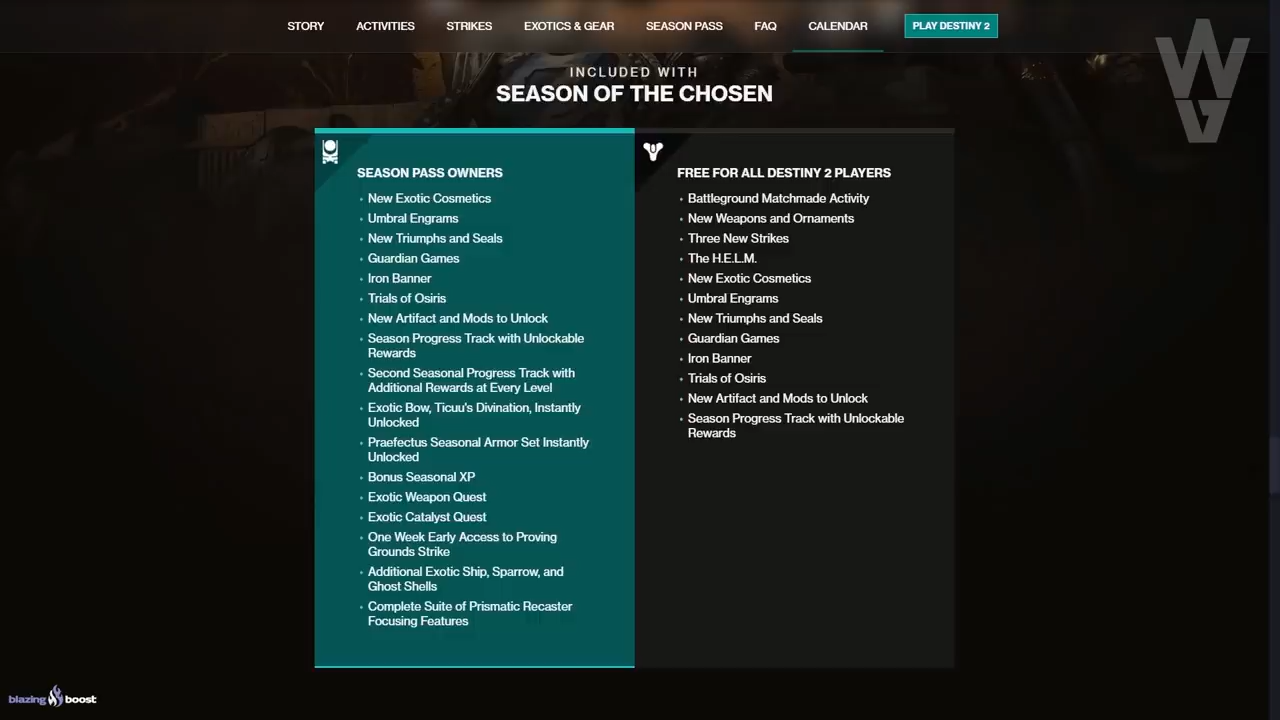 STORY ACTIVITIES STRIKES EXOTICS & GEAR SEASON PASS FAQ CALENDAR PLAY DESTINY 2
WG
INCLUDED WITH
SEASON OF THE CHOSEN
SEASON PASS OWNERS
New Exotic Cosmetics
Umbral Engrams
New Triumphs and Seals
Guardian Games
Iron Banner
Trials of Osiris
New Artifact and Mods to Unlock
Season Progress Track with Unlockable
Rewards
Second Seasonal Progress Track with
Additional Rewards at Every Level
Exotic Bow, Ticuu's Divination, Instantly
Unlocked
Praefectus Seasonal Armor Set Instantly
Unlocked
Bonus Seasonal XP
Exotic Weapon Quest
Exotic Catalyst Quest
One Week Early Access to Proving
Grounds Strike
Additional Exotic Ship, Sparrow, and
Ghost Shells
Complete Suite of Prismatic Recaster
Focusing Features
FREE FOR ALL DESTINY 2 PLAYERS
Battleground Matchmade Activity
New Weapons and Ornaments
Three New Strikes
The H.E.L.M.
New Exotic Cosmetics
Umbral Engrams
New Triumphs and Seals
Guardian Games
Iron Banner
Trials of Osiris
New Artifact and Mods to Unlock
Season Progress Track with Unlockable
Rewards
blazing boost